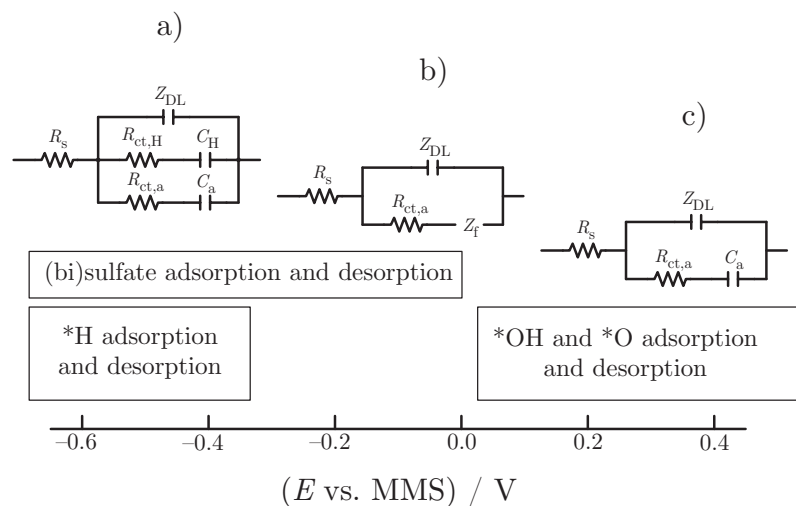 a)
Z_DL
R_s
R_ct,H
C_H
R_ct,a
C_a
b)
Z_DL
R_s
R_ct,a
Z_f
c)
Z_DL
R_s
R_ct,a
C_a
(bi)sulfate adsorption and desorption
*H adsorption
and desorption
*OH and *O adsorption
and desorption
–0.6 –0.4 –0.2 0.0 0.2 0.4
(E vs. MMS) / V